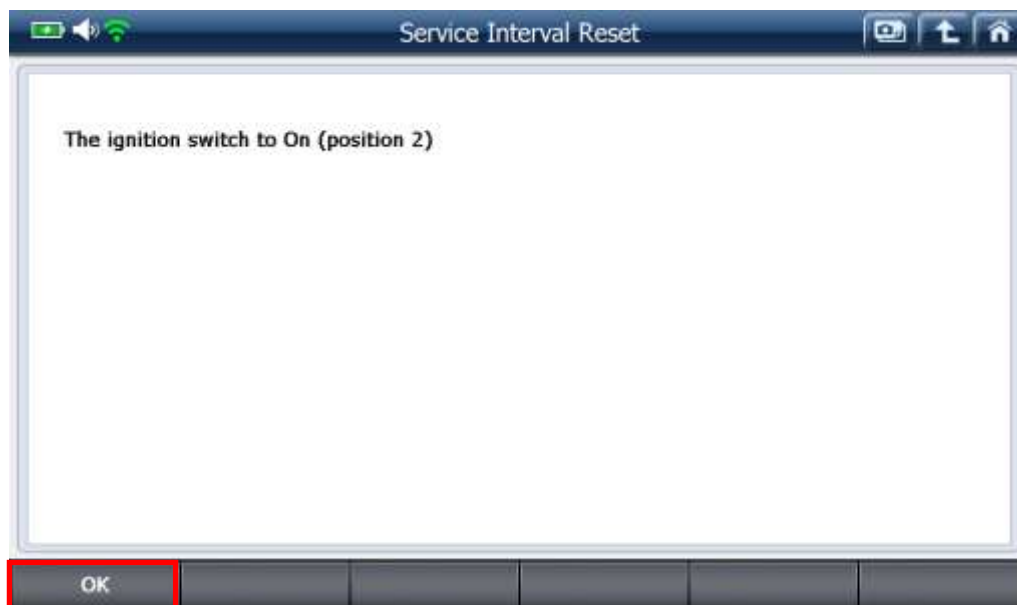 Service Interval Reset
The ignition switch to On (position 2)
OK